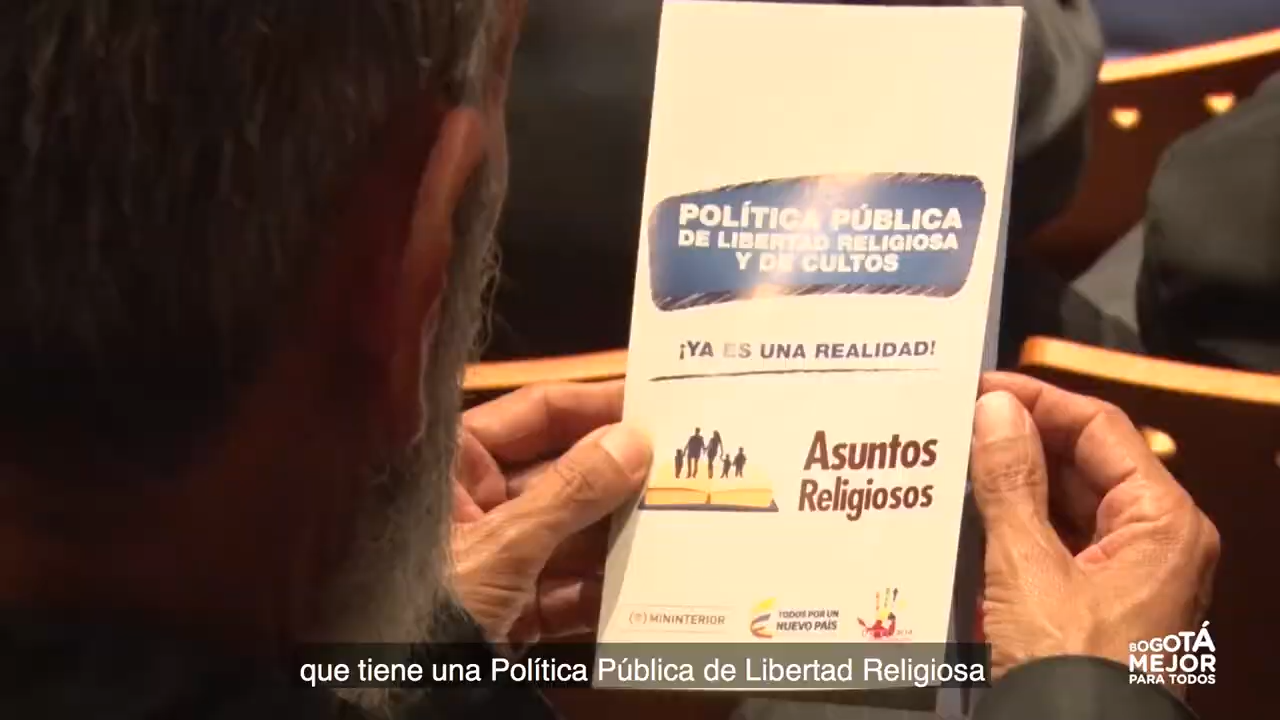 POLÍTICA PÚBLICA
DE LIBERTAD RELIGIOSA
Y DE CULTOS
¡YA ES UNA REALIDAD!
Asuntos
Religiosos
MININTERIOR
TODOS POR UN
NUEVO PAÍS
que tiene una Política Pública de Libertad Religiosa
BOGOTÁ
MEJOR
PARA TODOS